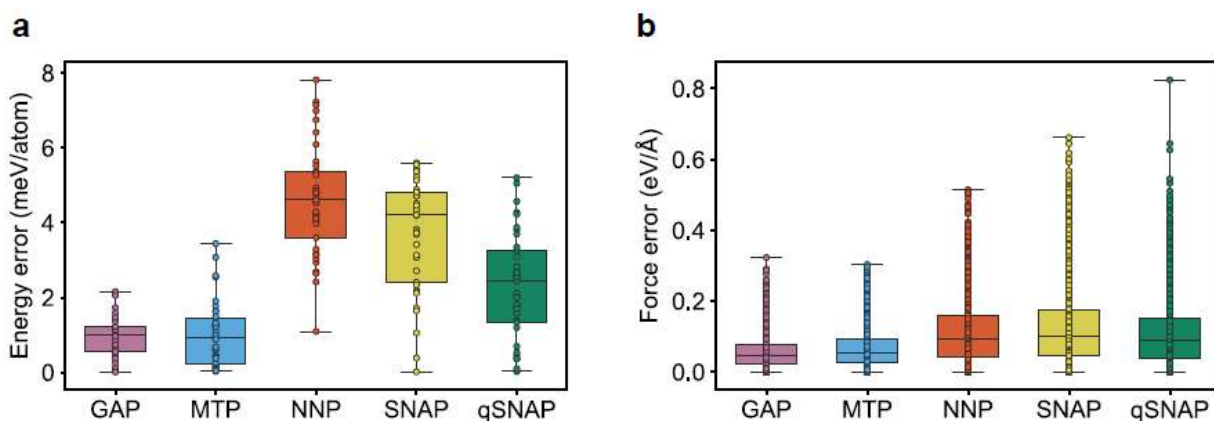 a
Energy error (meV/atom)
8
6
4
2
0
GAP MTP NNP SNAP qSNAP
b
Force error (eV/Å)
0.8
0.6
0.4
0.2
0.0
GAP MTP NNP SNAP qSNAP